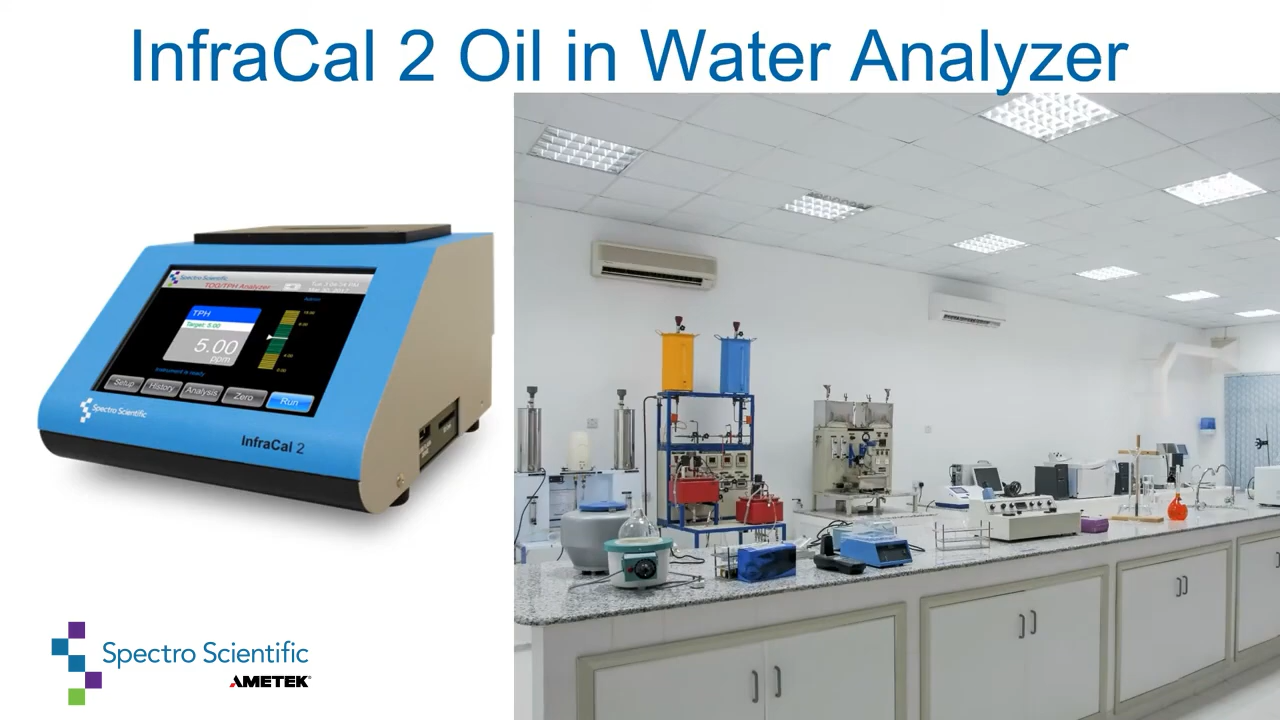 InfraCal 2 Oil in Water Analyzer
Spectro Scientific
TOG/TPH Analyzer
Admin
TPH
Target: 5.00
5.00
ppm
Instrument is ready
Setup
History
Analysis
Zero
Run
Spectro Scientific
InfraCal 2
Spectro Scientific
AMETEK®